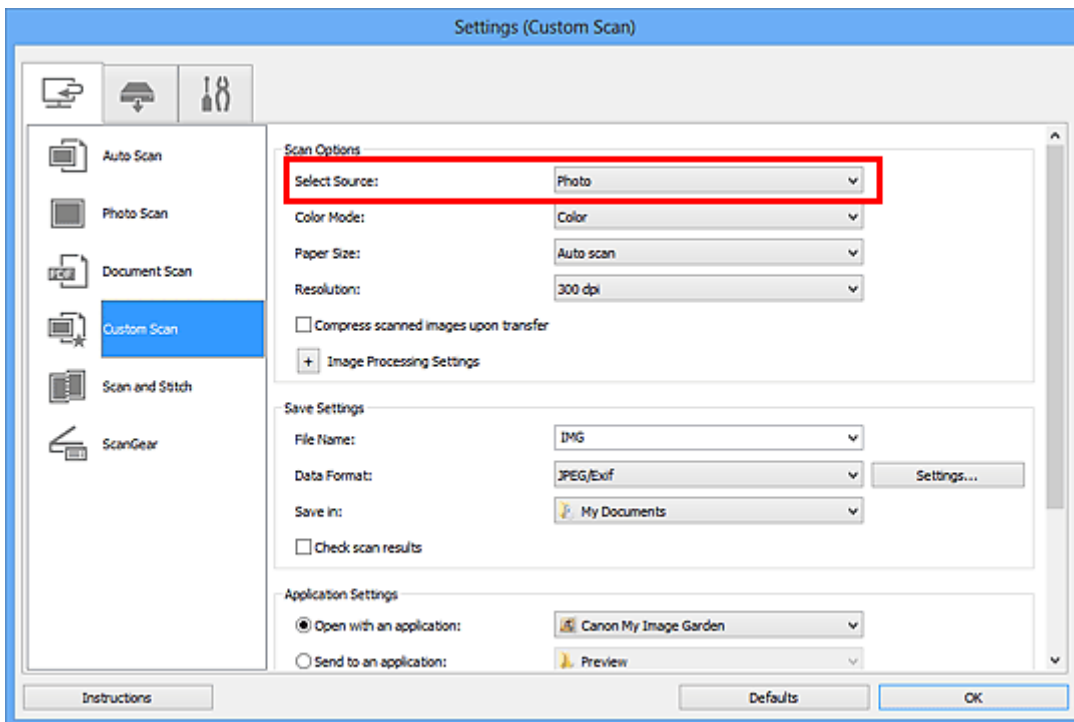 Settings (Custom Scan)
Auto Scan
Photo Scan
Document Scan
Custom Scan
Scan and Stitch
ScanGear
Scan Options
Select Source: Photo
Color Mode: Color
Paper Size: Auto scan
Resolution: 300 dpi
Compress scanned images upon transfer
+ Image Processing Settings
Save Settings
File Name: IMG
Data Format: JPEG/Exif Settings...
Save in: My Documents
Check scan results
Application Settings
Open with an application: Canon My Image Garden
Send to an application: Preview
Instructions Defaults OK